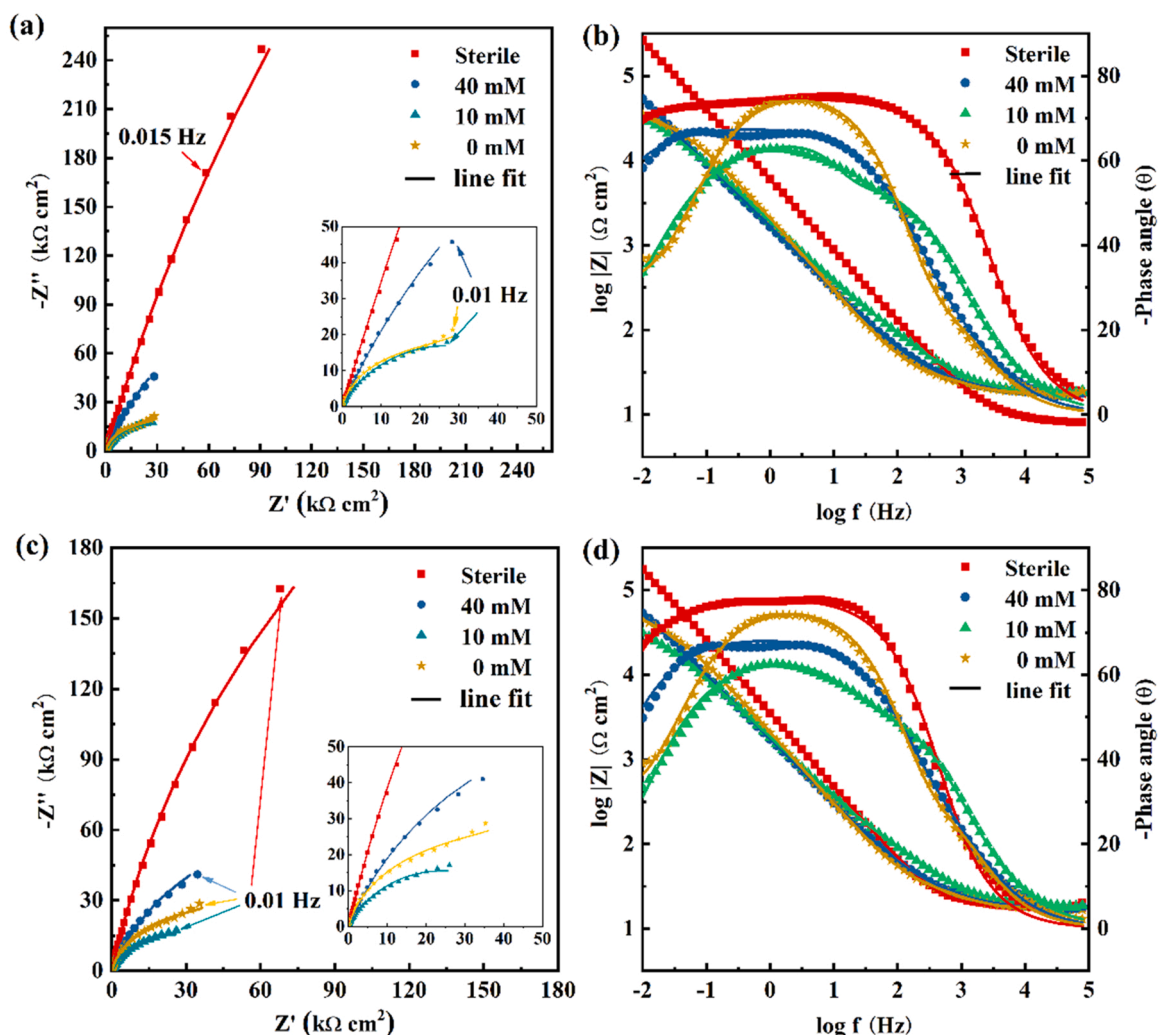 (a)
-Z'' (kΩ cm²)
240
210
180
150
120
90
60
30
0
0 30 60 90 120 150 180 210 240
Z' (kΩ cm²)
Sterile
40 mM
10 mM
0 mM
line fit
0.015 Hz
50
40
30
20
10
0
0 10 20 30 40 50
0.01 Hz
(b)
log |Z| (Ω cm²)
5
4
3
2
1
-2 -1 0 1 2 3 4 5
log f (Hz)
80
60
40
20
0
-Phase angle (θ)
Sterile
40 mM
10 mM
0 mM
line fit
(c)
-Z'' (kΩ cm²)
180
150
120
90
60
30
0
0 30 60 90 120 150 180
Z' (kΩ cm²)
Sterile
40 mM
10 mM
0 mM
line fit
0.01 Hz
50
40
30
20
10
0
0 10 20 30 40 50
(d)
log |Z| (Ω cm²)
5
4
3
2
1
-2 -1 0 1 2 3 4 5
log f (Hz)
80
60
40
20
0
-Phase angle (θ)
Sterile
40 mM
10 mM
0 mM
line fit